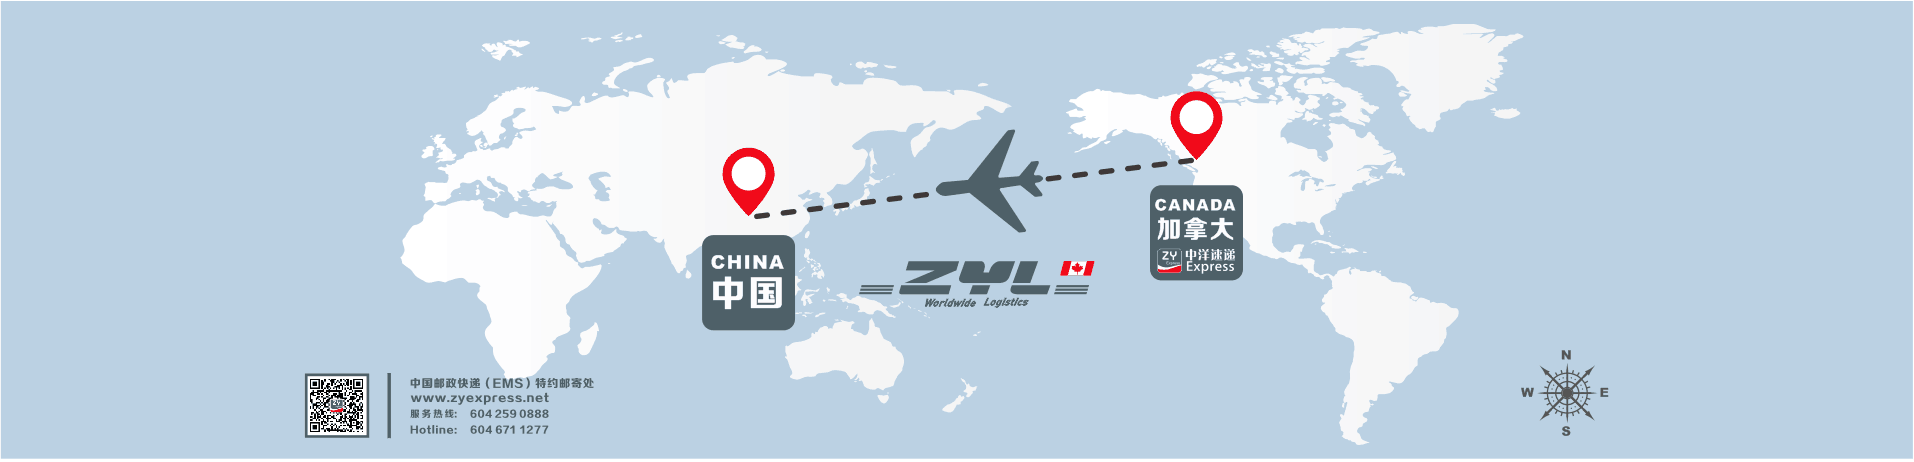 CHINA
中国
CANADA
加拿大
ZY
Express
中洋速递
Express
ZYL
Worldwide Logistics
中国邮政快递（EMS）特约邮寄处
www.zyexpress.net
服务热线: 604 259 0888
Hotline: 604 671 1277
N
W
E
S